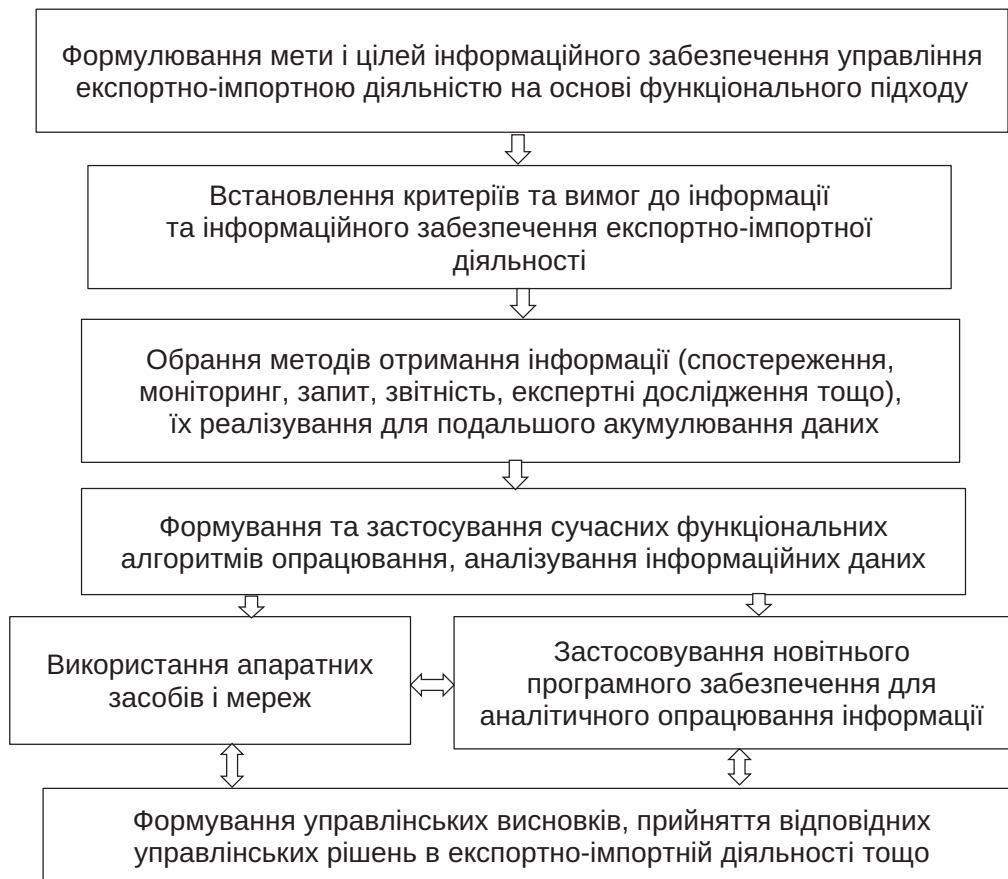 Формулювання мети і цілей інформаційного забезпечення управління
експортно-імпортною діяльністю на основі функціонального підходу
Встановлення критеріїв та вимог до інформації
та інформаційного забезпечення експортно-імпортної
діяльності
Обрання методів отримання інформації (спостереження,
моніторинг, запит, звітність, експертні дослідження тощо),
їх реалізування для подальшого акумулювання даних
Формування та застосування сучасних функціональних
алгоритмів опрацювання, аналізування інформаційних даних
Використання апаратних
засобів і мереж
Застосовування новітнього
програмного забезпечення для
аналітичного опрацювання інформації
Формування управлінських висновків, прийняття відповідних
управлінських рішень в експортно-імпортній діяльності тощо